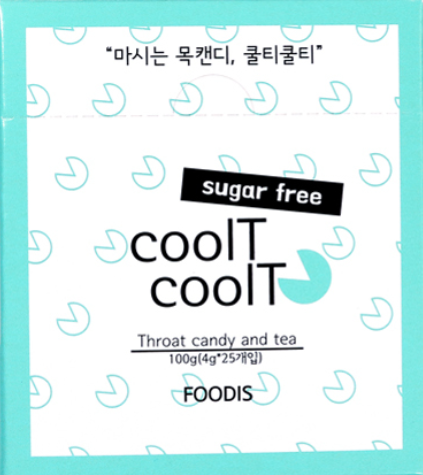 “마시는 목캔디, 쿨티쿨티”
sugar free
coolT
coolT
Throat candy and tea
100g(4g*25개입)
FOODIS